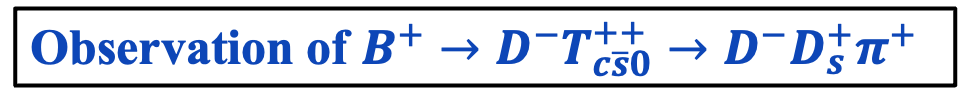 Observation of B⁺ → D⁻T⁺⁺_{cs̄0} → D⁻D_s⁺π⁺